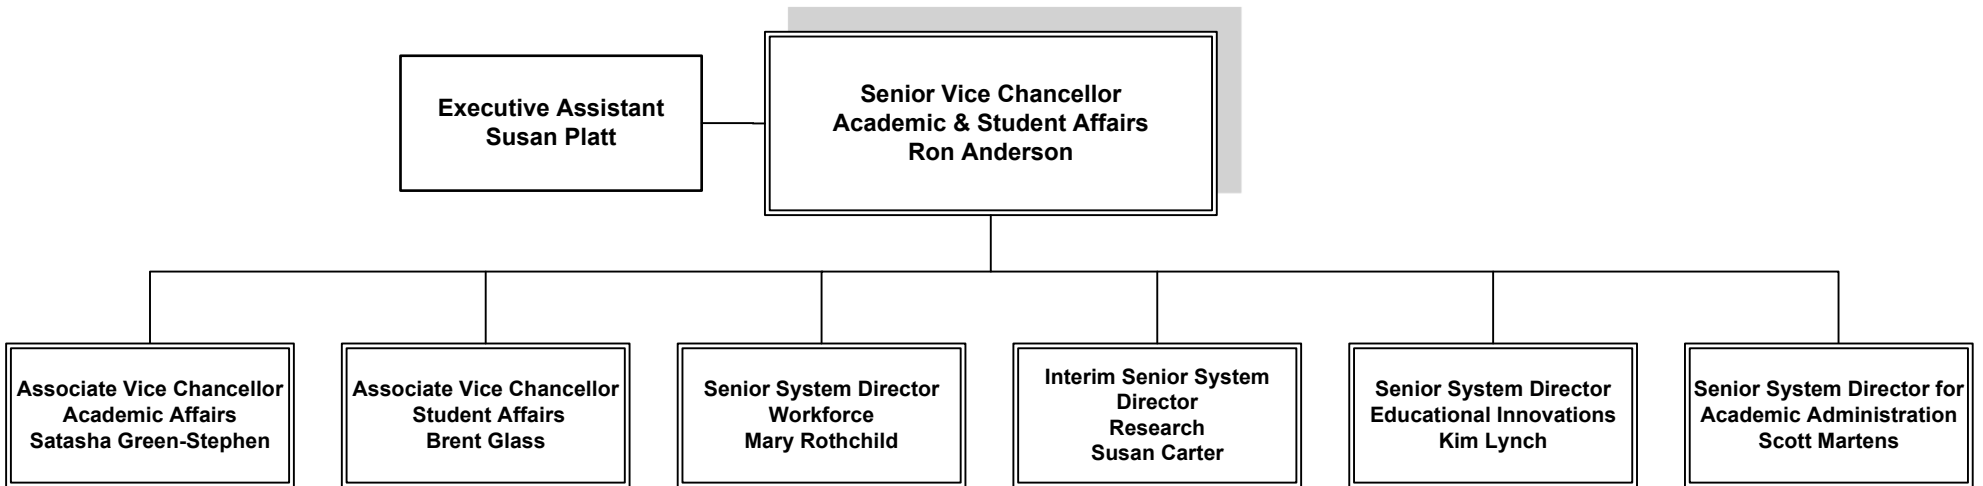 Executive Assistant
Susan Platt
Senior Vice Chancellor
Academic & Student Affairs
Ron Anderson
Associate Vice Chancellor
Academic Affairs
Satasha Green-Stephen
Associate Vice Chancellor
Student Affairs
Brent Glass
Senior System Director
Workforce
Mary Rothchild
Interim Senior System
Director
Research
Susan Carter
Senior System Director
Educational Innovations
Kim Lynch
Senior System Director for
Academic Administration
Scott Martens